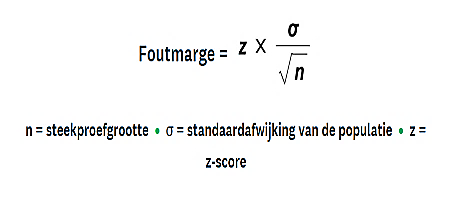 Foutmarge = z X σ / √n
n = steekproefgrootte • σ = standaardafwijking van de populatie • z =
z-score